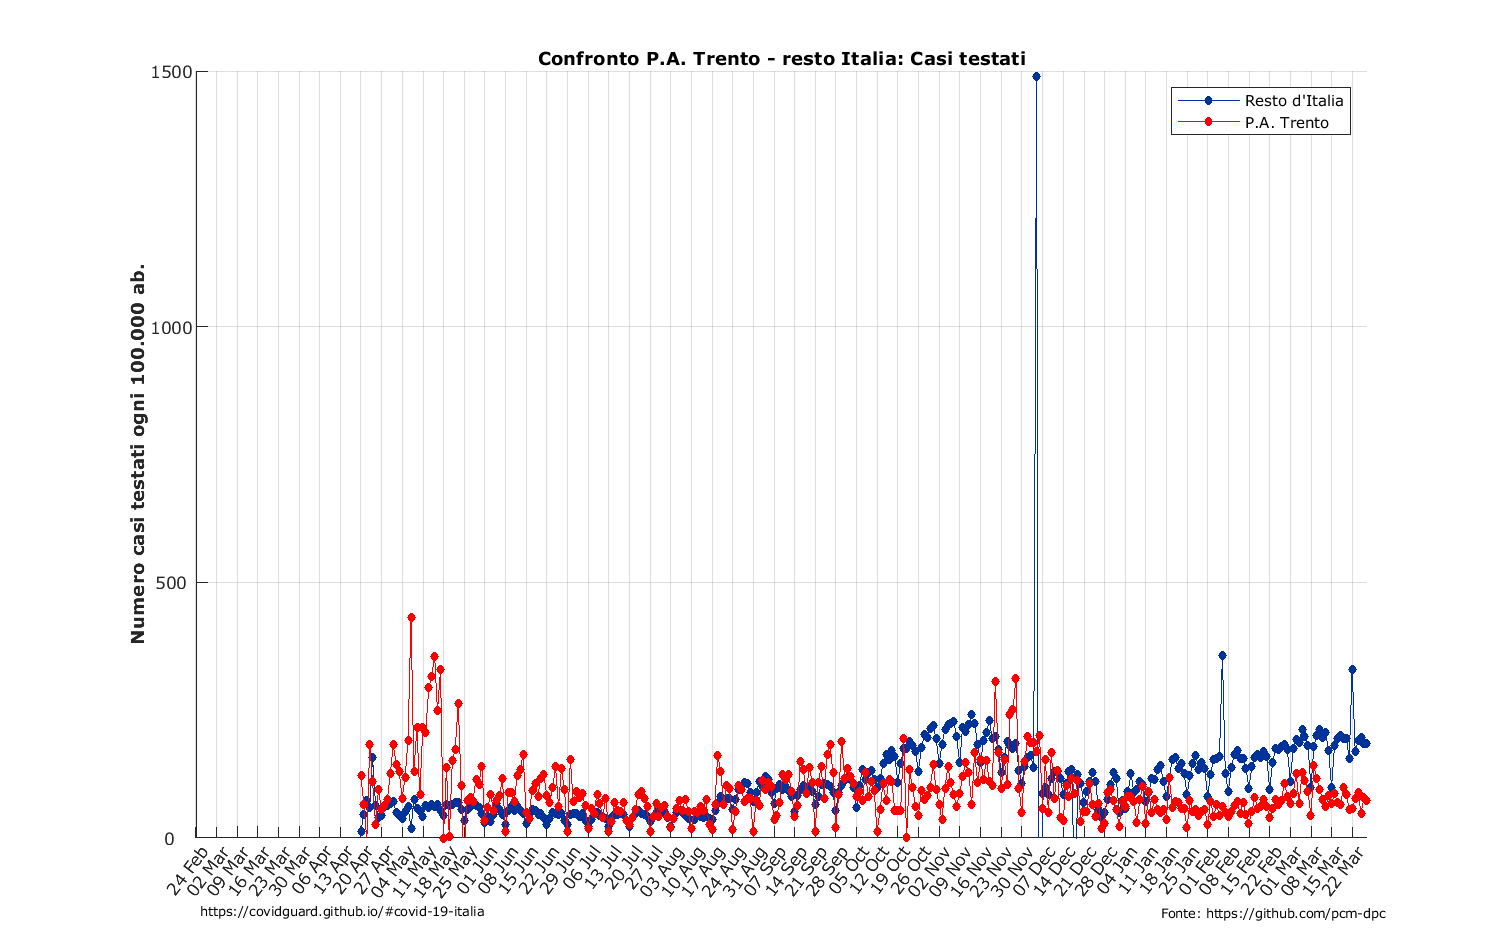 Confronto P.A. Trento - resto Italia: Casi testati
1500
1000
500
0
Numero casi testati ogni 100.000 ab.
Resto d'Italia
P.A. Trento
24 Feb
02 Mar
09 Mar
16 Mar
23 Mar
30 Mar
06 Apr
13 Apr
20 Apr
27 Apr
04 May
11 May
18 May
25 May
01 Jun
08 Jun
15 Jun
22 Jun
29 Jun
06 Jul
13 Jul
20 Jul
27 Jul
03 Aug
10 Aug
17 Aug
24 Aug
31 Aug
07 Sep
14 Sep
21 Sep
28 Sep
05 Oct
12 Oct
19 Oct
26 Oct
02 Nov
09 Nov
16 Nov
23 Nov
30 Nov
07 Dec
14 Dec
21 Dec
28 Dec
04 Jan
11 Jan
18 Jan
25 Jan
01 Feb
08 Feb
15 Feb
22 Feb
01 Mar
08 Mar
15 Mar
22 Mar
https://covidguard.github.io/#covid-19-italia
Fonte: https://github.com/pcm-dpc